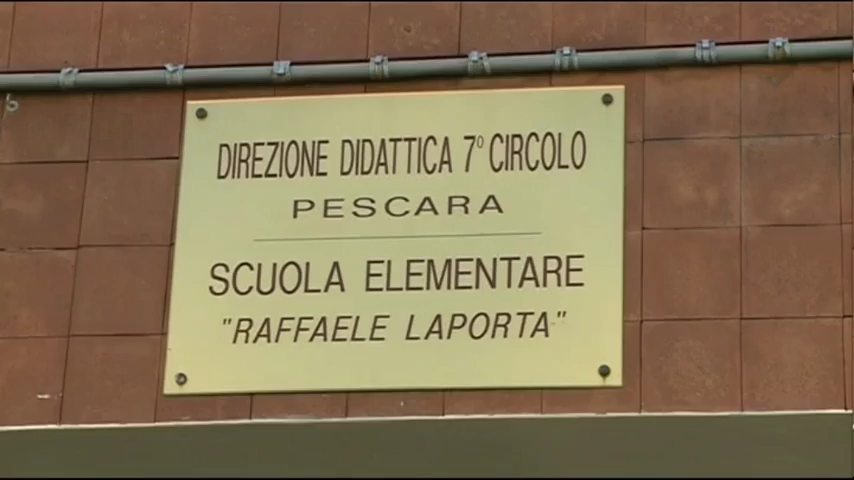 DIREZIONE DIDATTICA 7° CIRCOLO
PESCARA
SCUOLA ELEMENTARE
"RAFFAELE LAPORTA"